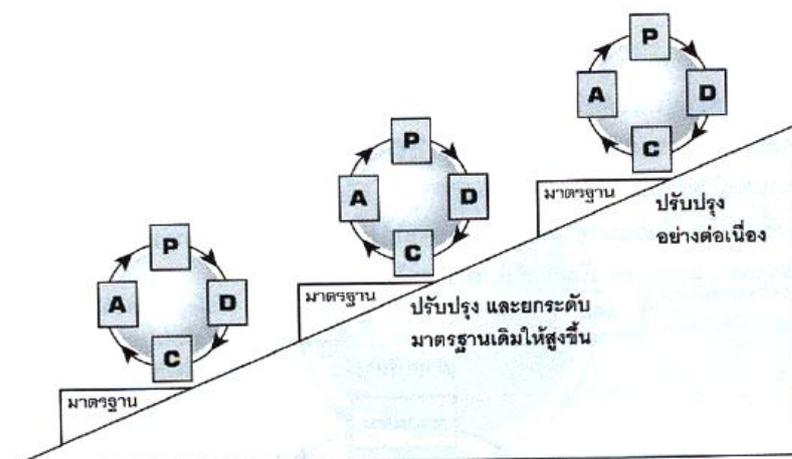 P
A
D
C
มาตรฐาน
ปรับปรุง
อย่างต่อเนื่อง
P
A
D
C
มาตรฐาน
ปรับปรุง และยกระดับ
มาตรฐานเดิมให้สูงขึ้น
P
A
D
C
มาตรฐาน